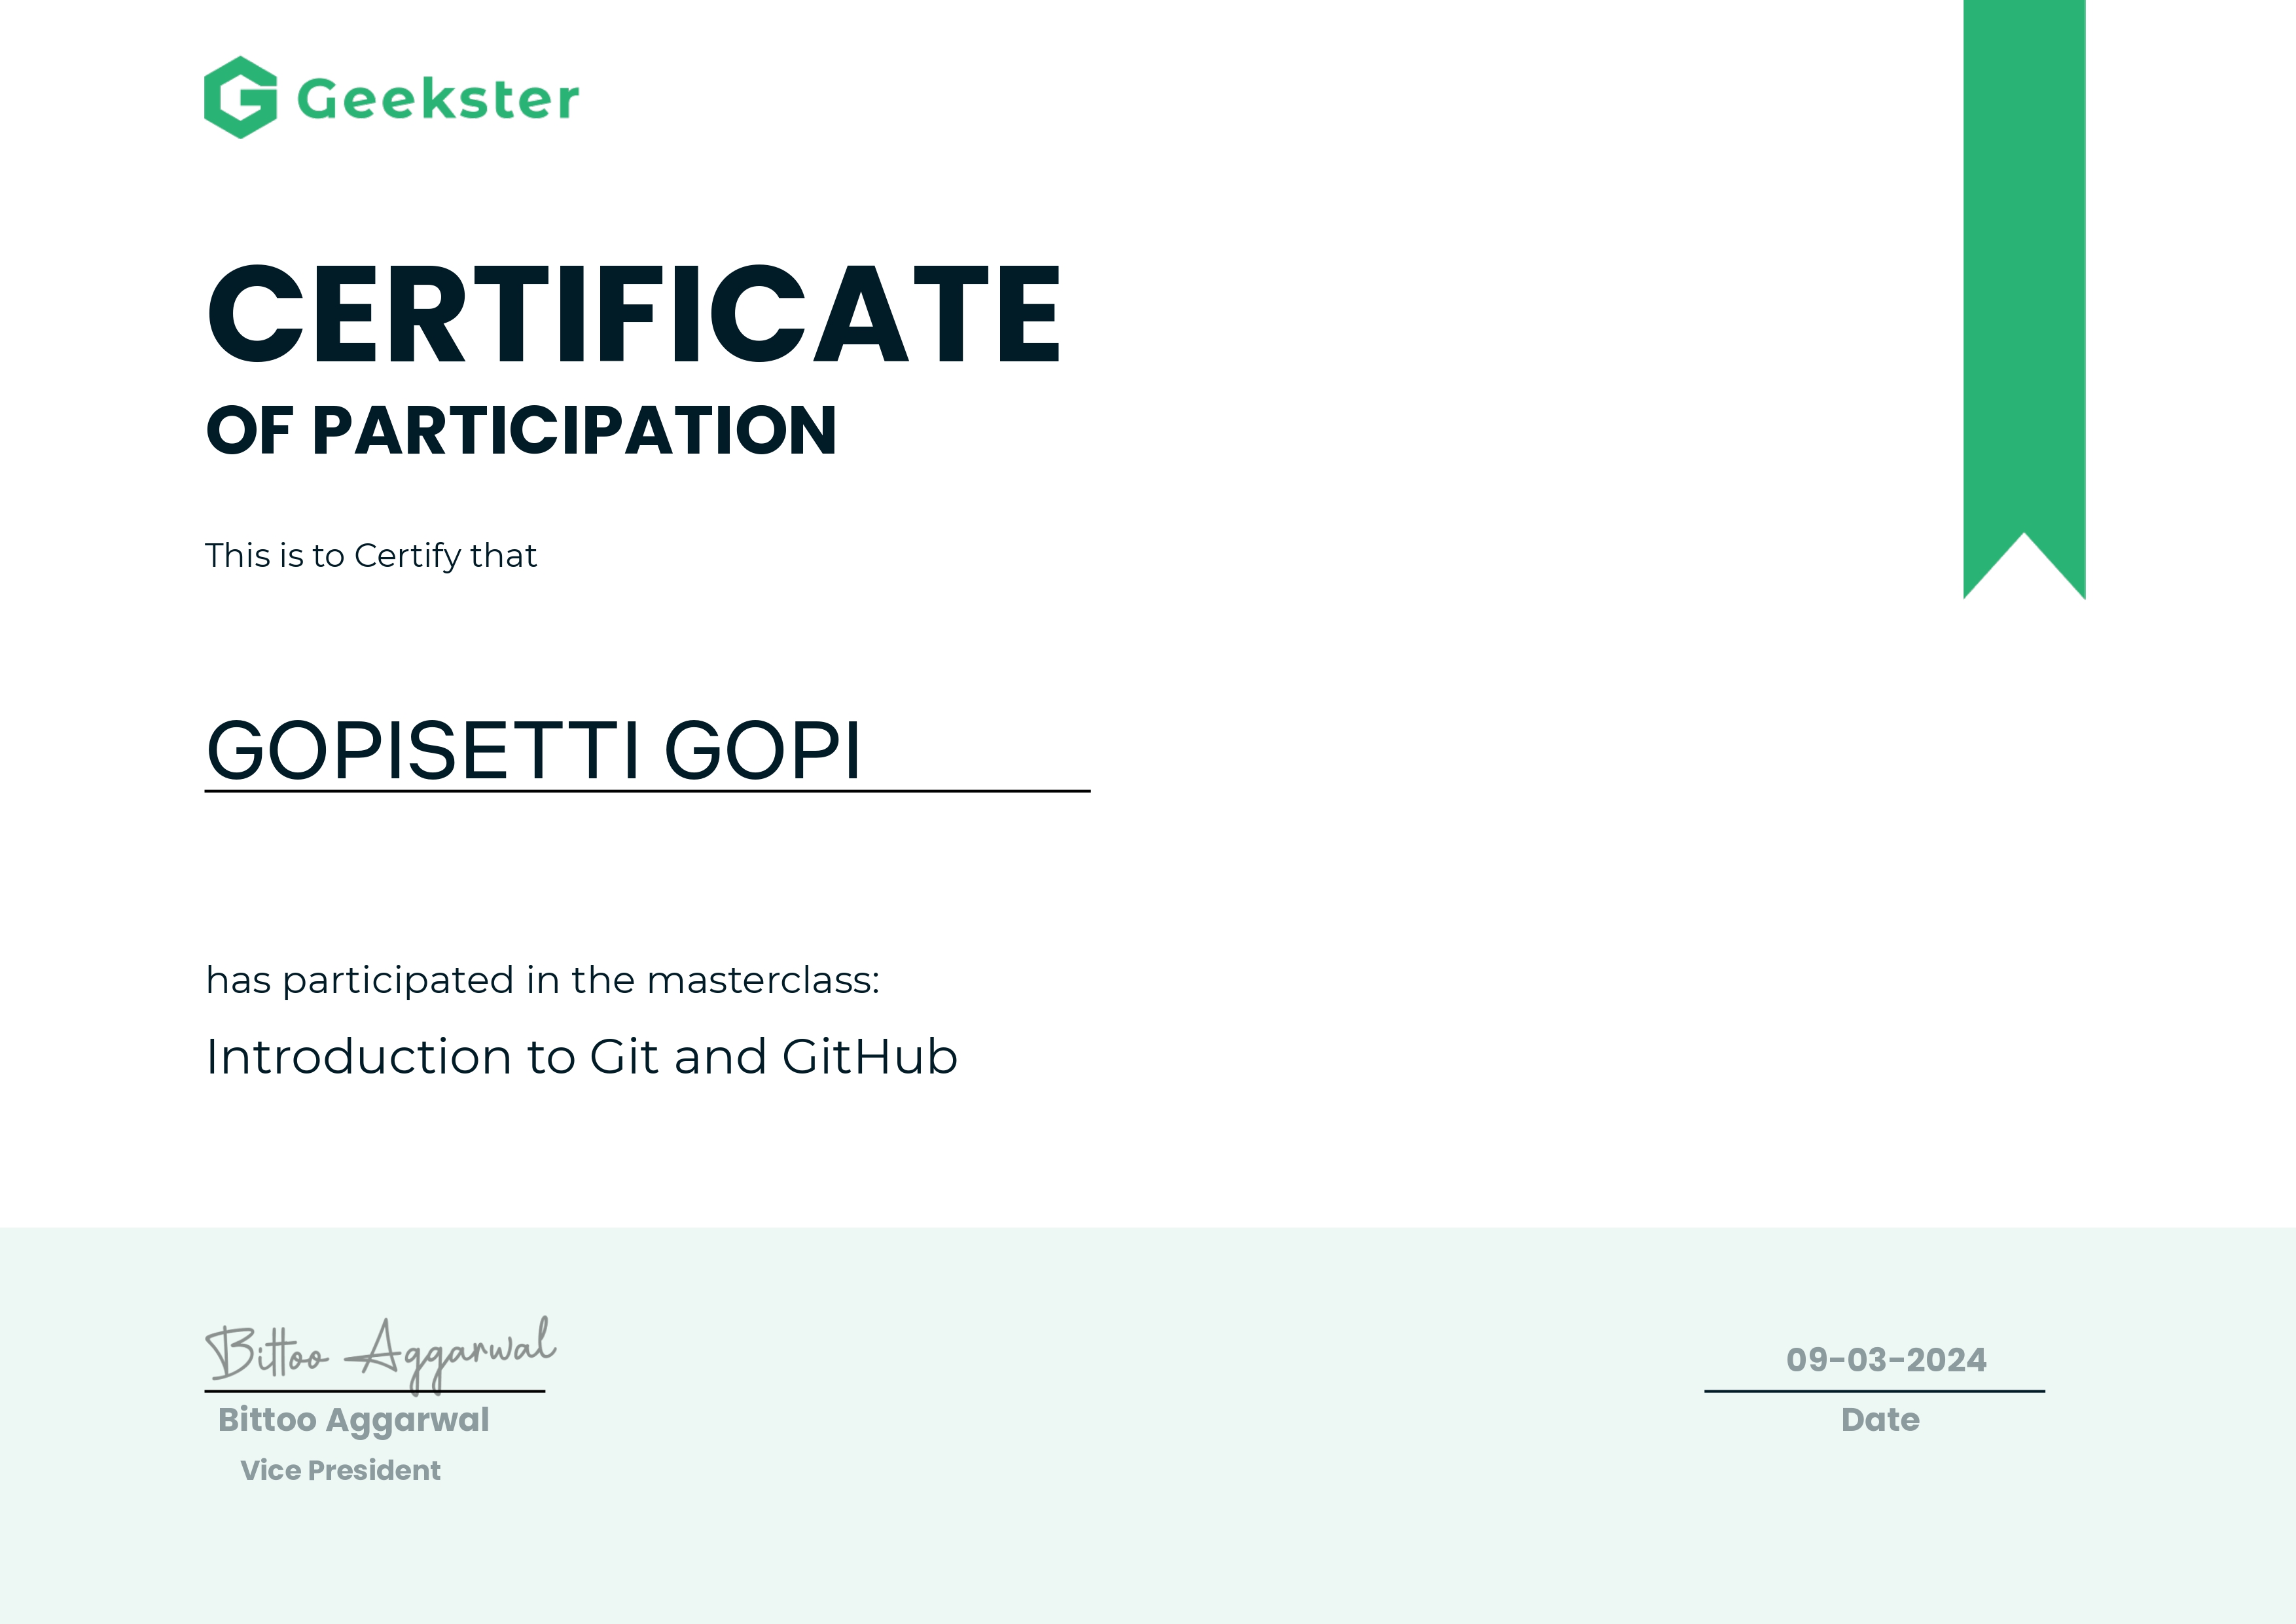 Geekster
CERTIFICATE
OF PARTICIPATION
This is to Certify that
GOPISETTI GOPI
has participated in the masterclass:
Introduction to Git and GitHub
Bittoo Aggarwal
Bittoo Aggarwal
Vice President
09-03-2024
Date